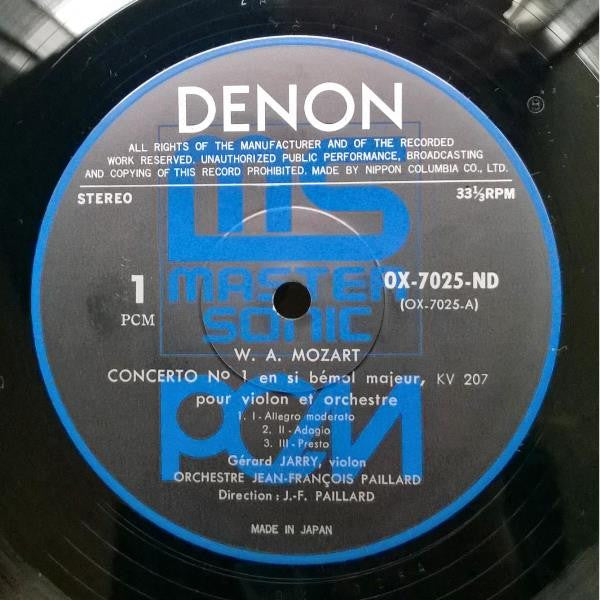 DENON
ALL RIGHTS OF THE MANUFACTURER AND OF THE RECORDED
WORK RESERVED. UNAUTHORIZED PUBLIC PERFORMANCE, BROADCASTING
AND COPYING OF THIS RECORD PROHIBITED. MADE BY NIPPON COLUMBIA CO., LTD.
STEREO 33⅓RPM
MS
MASTER
SONIC
PCM
1 OX-7025-ND
PCM (OX-7025-A)
W. A. MOZART
CONCERTO Nº 1 en si bémol majeur, KV 207
pour violon et orchestre
1. I - Allegro moderato
2. II - Adagio
3. III - Presto
Gérard JARRY, violon
ORCHESTRE JEAN-FRANÇOIS PAILLARD
Direction : J.-F. PAILLARD
MADE IN JAPAN